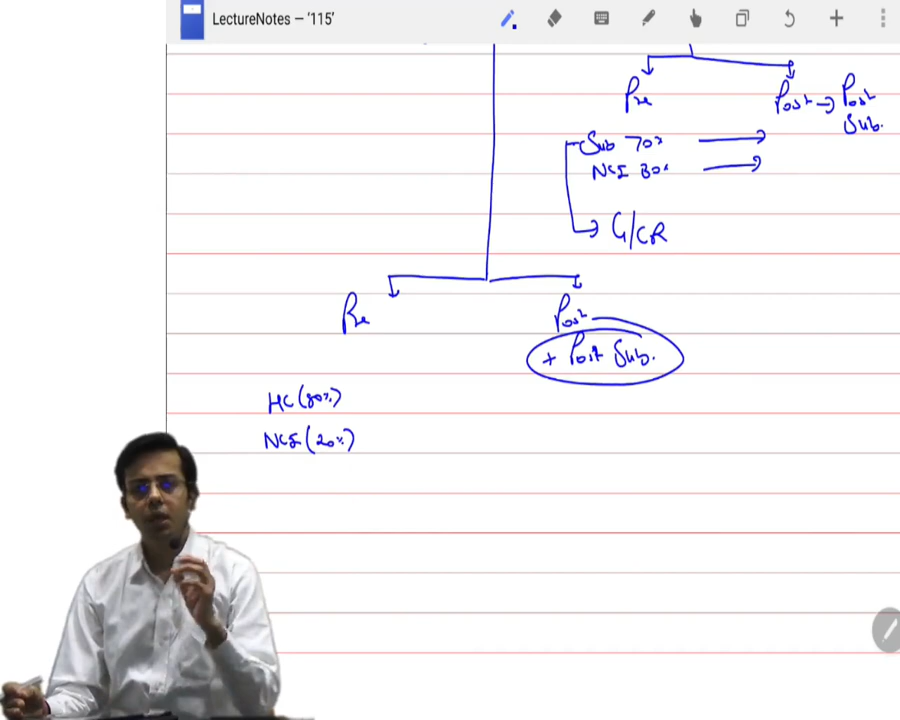 LectureNotes – '115'
Pre
Post → Post
Sub.
Sub 70%
NCI 30%
G/CR
Pre
Post
+ Post Sub.
HC (80%)
NCI (20%)